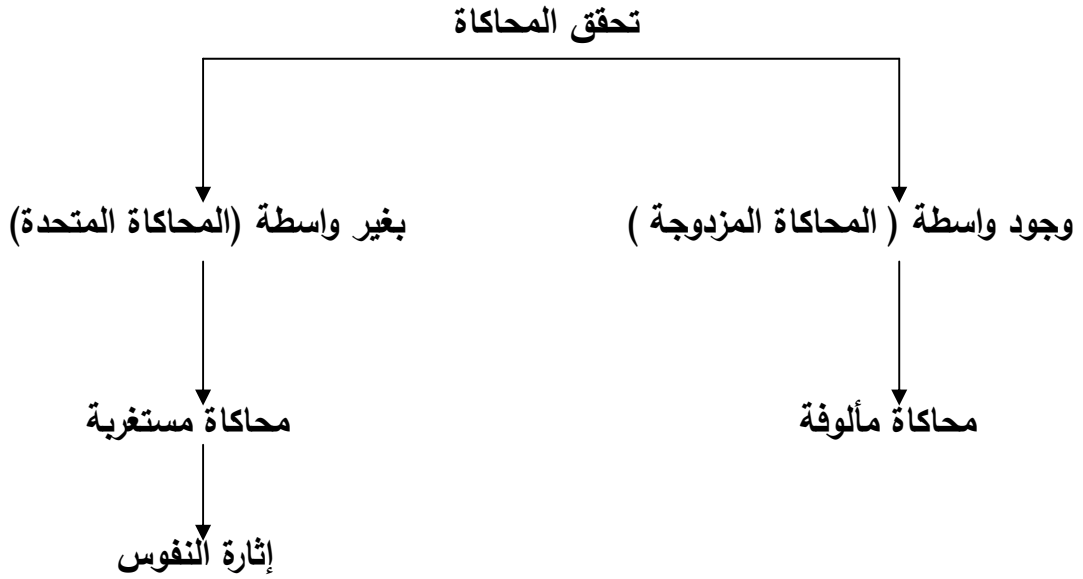 تحقق المحاكاة
وجود واسطة ( المحاكاة المزدوجة )
بغير واسطة (المحاكاة المتحدة)
محاكاة مألوفة
محاكاة مستغربة
إثارة النفوس